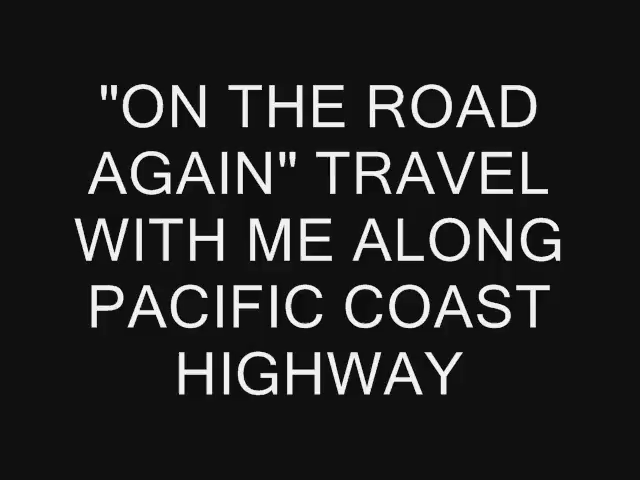 "ON THE ROAD
AGAIN" TRAVEL
WITH ME ALONG
PACIFIC COAST
HIGHWAY